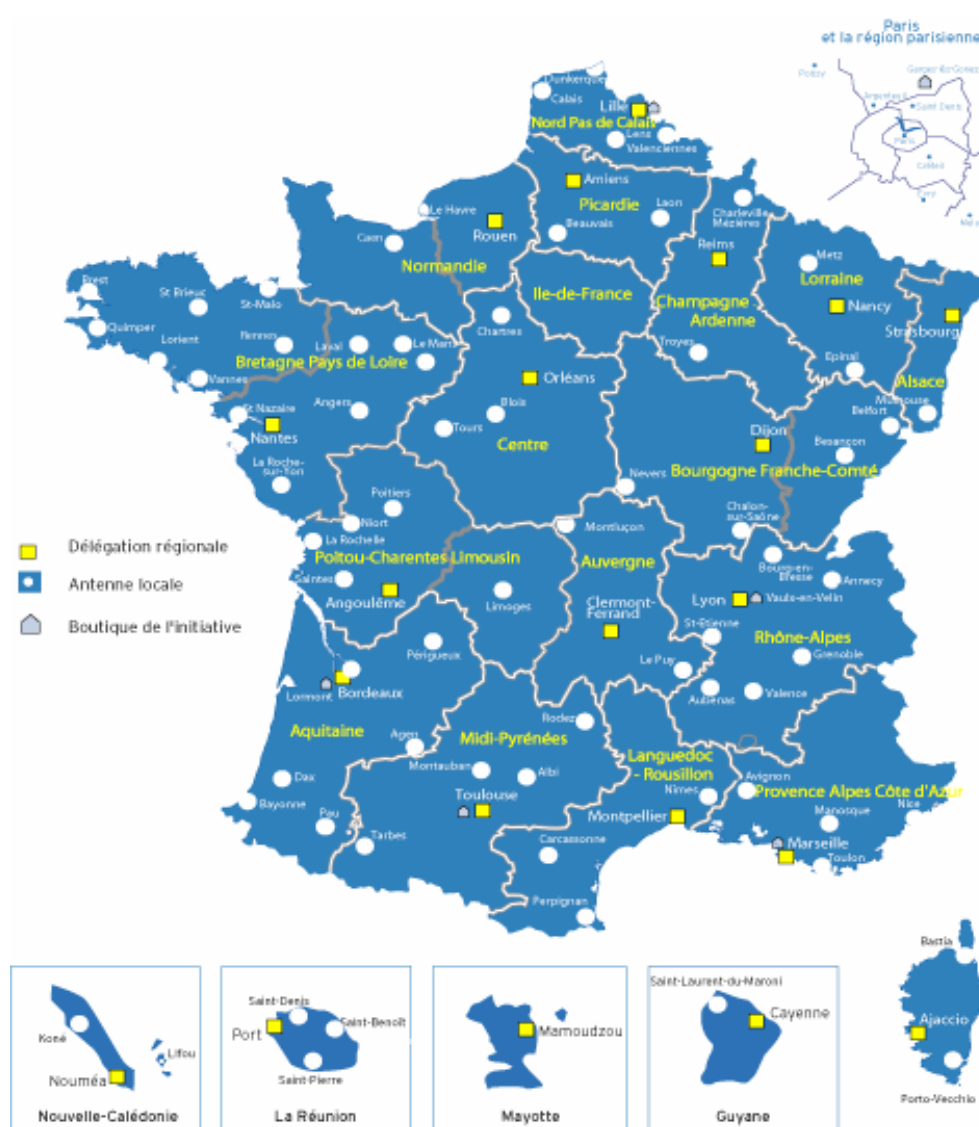 Paris
et la région parisienne
Poissy
Argenteuil
Saint Denis
Paris
Créteil
Evry
Dunkerque
Calais
Lille
Nord Pas de Calais
Lens
Valenciennes
Amiens
Picardie
Laon
Beauvais
Charleville
Mézières
Reims
Le Havre
Rouen
Caen
Normandie
Ile-de-France
Champagne
Ardenne
Metz
Lorraine
Nancy
Strasbourg
Alsace
Epinal
Mulhouse
Belfort
Troyes
Chartres
Brest
St Brieuc
St-Malo
Quimper
Lorient
Rennes
Laval
Le Mans
Bretagne Pays de Loire
Vannes
Angers
St Nazaire
Nantes
La Roche-
sur-Yon
Orléans
Blois
Tours
Centre
Dijon
Besançon
Bourgogne Franche-Comté
Nevers
Chalon-
sur-Saône
Poitiers
Niort
La Rochelle
Poitou-Charentes Limousin
Saintes
Angoulême
Limoges
Montluçon
Auvergne
Clermont-
Ferrand
Le Puy
Bourg-en-
Bresse
Annecy
Lyon
Vaulx-en-Velin
St-Etienne
Rhône-Alpes
Grenoble
Aubenas
Valence
Délégation régionale
Antenne locale
Boutique de l'initiative
Périgueux
Lormont
Bordeaux
Aquitaine
Agen
Dax
Bayonne
Pau
Tarbes
Rodez
Midi-Pyrénées
Montauban
Albi
Toulouse
Languedoc
- Rousillon
Nîmes
Montpellier
Carcassonne
Perpignan
Avignon
Provence Alpes Côte d'Azur
Manosque
Nice
Marseille
Toulon
Koné
Lifou
Nouméa
Nouvelle-Calédonie
Saint-Denis
Port
Saint-Benoît
Saint-Pierre
La Réunion
Mamoudzou
Mayotte
Saint-Laurent-du-Maroni
Cayenne
Guyane
Bastia
Ajaccio
Porto-Vecchio